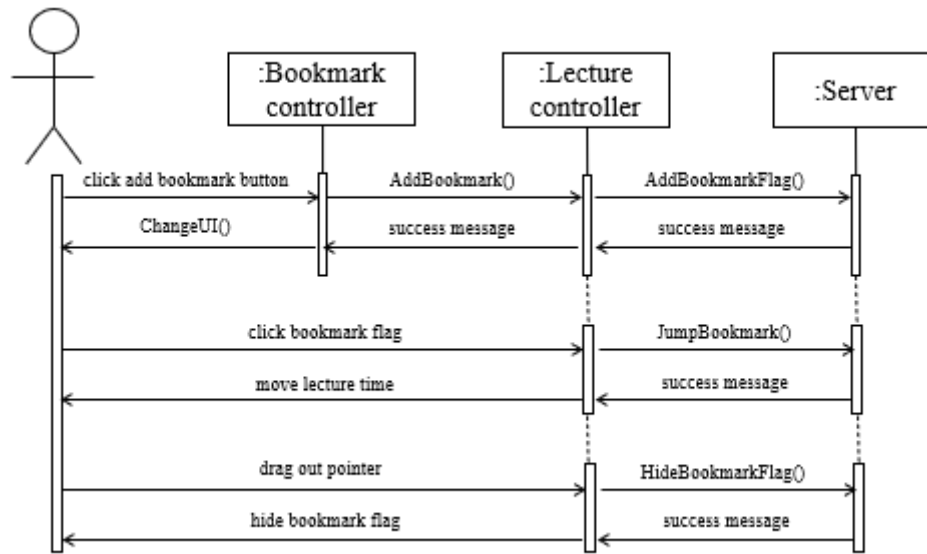 :Bookmark
controller
:Lecture
controller
:Server
click add bookmark button
AddBookmark()
AddBookmarkFlag()
ChangeUI()
success message
success message
click bookmark flag
JumpBookmark()
move lecture time
success message
drag out pointer
HideBookmarkFlag()
hide bookmark flag
success message